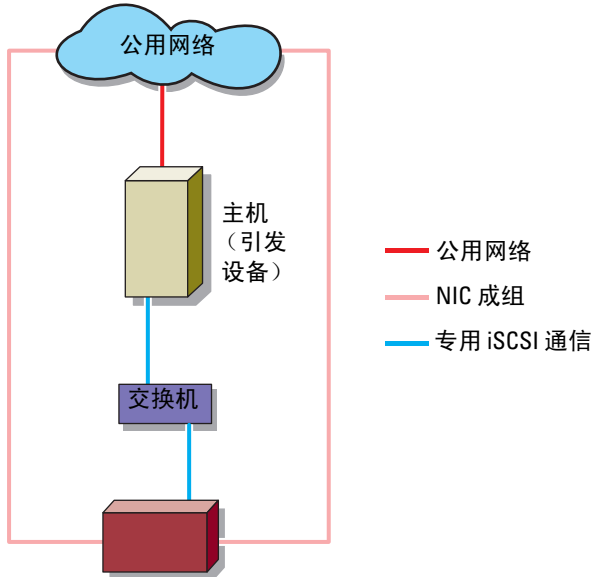 公用网络
主机
（引发
设备）
公用网络
NIC 成组
专用 iSCSI 通信
交换机